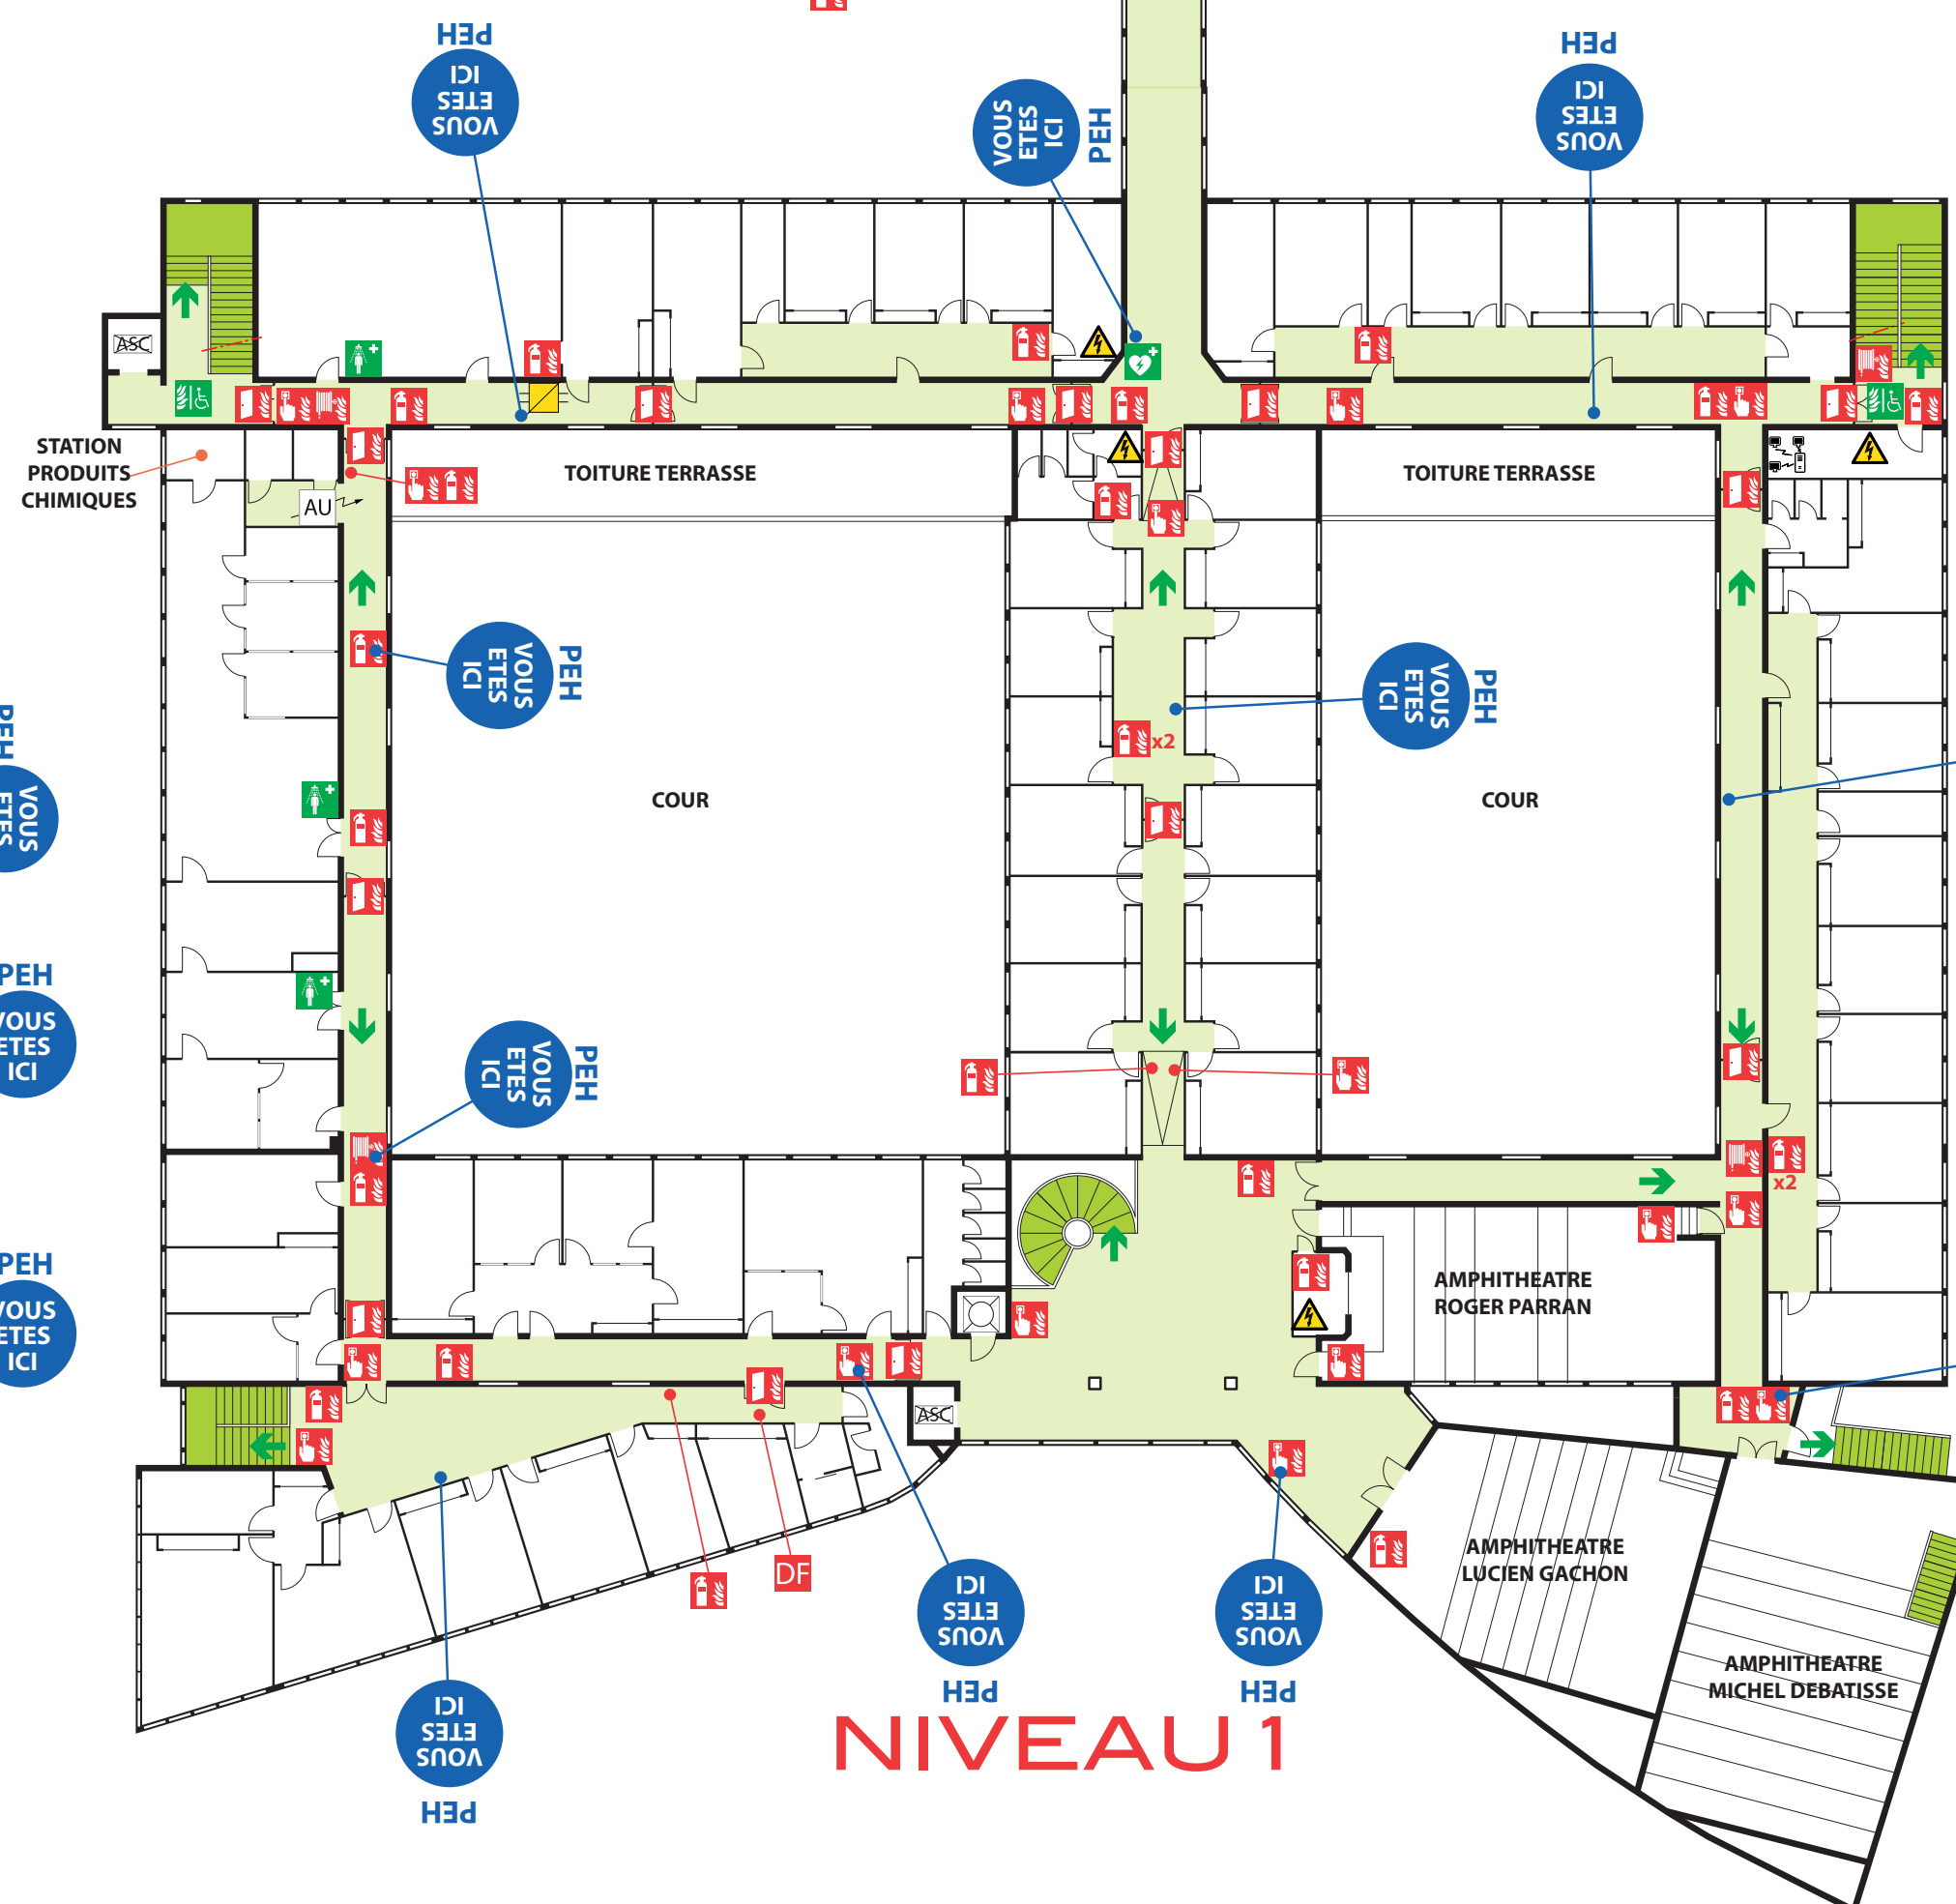 PEH
VOUS
ETES
ICI
VOUS
ETES
ICI
PEH
PEH
VOUS
ETES
ICI
ASC
STATION
PRODUITS
CHIMIQUES
AU
TOITURE TERRASSE
TOITURE TERRASSE
VOUS
ETES
ICI
PEH
VOUS
ETES
ICI
PEH
PEH
VOUS
ETES
x2
COUR
COUR
PEH
VOUS
ETES
ICI
VOUS
ETES
ICI
PEH
x2
PEH
VOUS
ETES
ICI
AMPHITHEATRE
ROGER PARRAN
ASC
DF
AMPHITHEATRE
LUCIEN GACHON
VOUS
ETES
ICI
PEH
VOUS
ETES
ICI
PEH
AMPHITHEATRE
MICHEL DEBATISSE
VOUS
ETES
ICI
PEH
NIVEAU 1